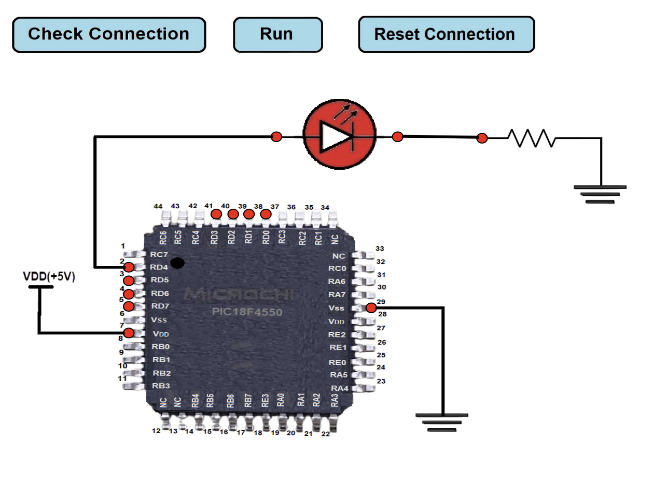 Check Connection
Run
Reset Connection
44 43 42 41 40 39 38 37 36 35 34
RC6 RC5 RC4 RD3 RD2 RD1 RD0 RC3 RC2 RC1 NC
1 RC7
2 RD4
3 RD5
4 RD6
5 RD7
6 Vss
7 VDD
8 RB0
9 RB1
10 RB2
11 RB3
VDD(+5V)
MICROCHI
PIC18F4550
NC 33
RC0 32
RA6 31
RA7 30
Vss 29
VDD 28
RE2 27
RE1 26
RE0 25
RA5 24
RA4 23
NC NC RB4 RB5 RB6 RB7 RE3 RA0 RA1 RA2 RA3
12 13 14 15 16 17 18 19 20 21 22